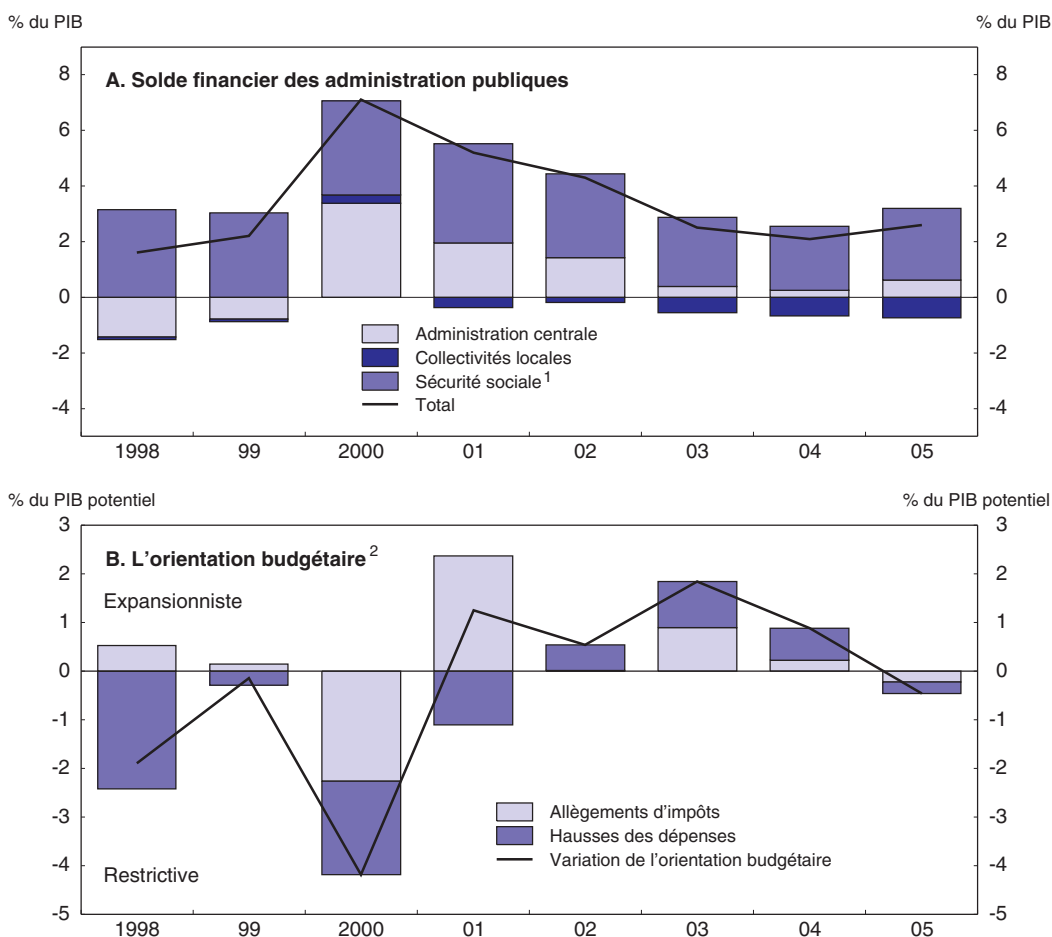 % du PIB
% du PIB
A. Solde financier des administration publiques
8
8
6
6
4
4
2
2
0
0
-2
-2
-4
-4
Administration centrale
Collectivités locales
Sécurité sociale 1
Total
1998 99 2000 01 02 03 04 05
% du PIB potentiel
% du PIB potentiel
3
3
B. L'orientation budgétaire 2
2
2
Expansionniste
1
1
0
0
-1
-1
-2
-2
-3
-3
Allègements d'impôts
Hausses des dépenses
Variation de l'orientation budgétaire
-4
-4
Restrictive
-5
-5
1998 99 2000 01 02 03 04 05